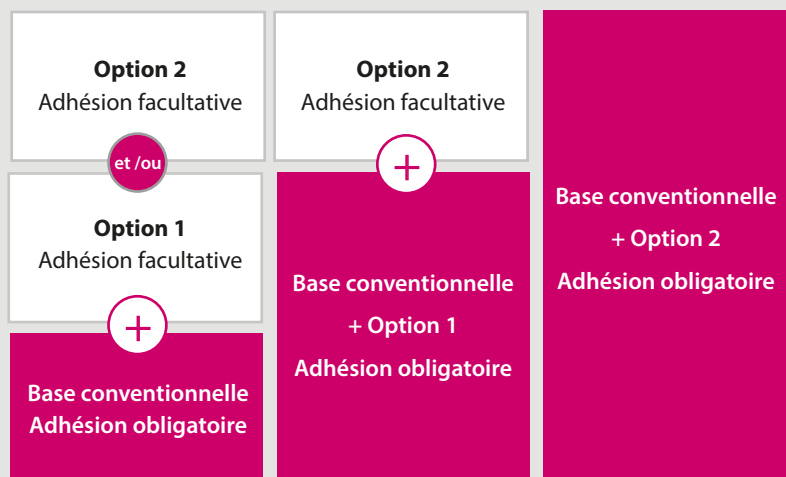 Option 2
Adhésion facultative
et /ou
Option 1
Adhésion facultative
+
Base conventionnelle
Adhésion obligatoire
Option 2
Adhésion facultative
+
Base conventionnelle
+ Option 1
Adhésion obligatoire
Base conventionnelle
+ Option 2
Adhésion obligatoire